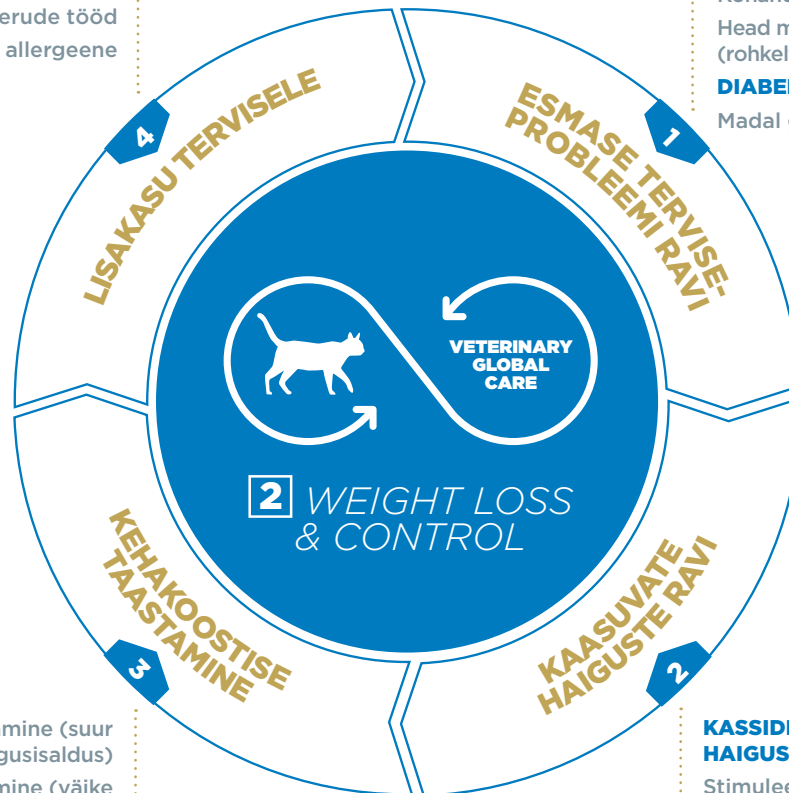 erude tööd
allergeene
Head m
(rohkel
DIABE
Madal
4
LISAKASU TERVISELE
1
ESMASE TERVISE-
PROBLEEMI RAVI
VETERINARY
GLOBAL
CARE
2 WEIGHT LOSS
& CONTROL
KEHAKOOSTISE
TAASTAMINE
3
KAASUVATE
HAIGUSTE RAVI
2
mine (suur
gusisaldus)
mine (väike
KASSID
HAIGUS
Stimulee